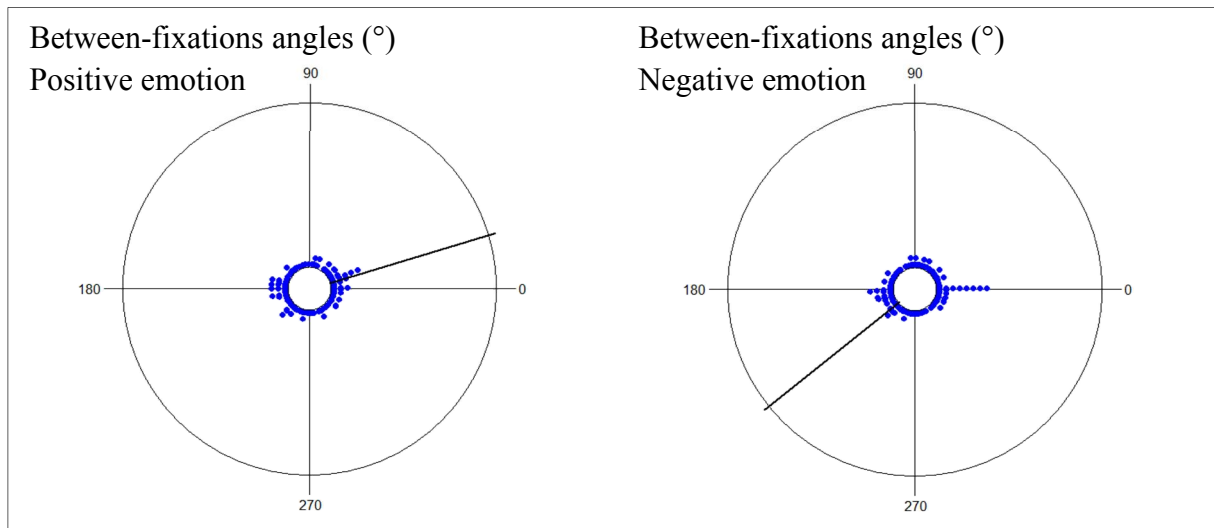 Between-fixations angles (°)
Positive emotion
90
180
0
270
Between-fixations angles (°)
Negative emotion
90
180
0
270